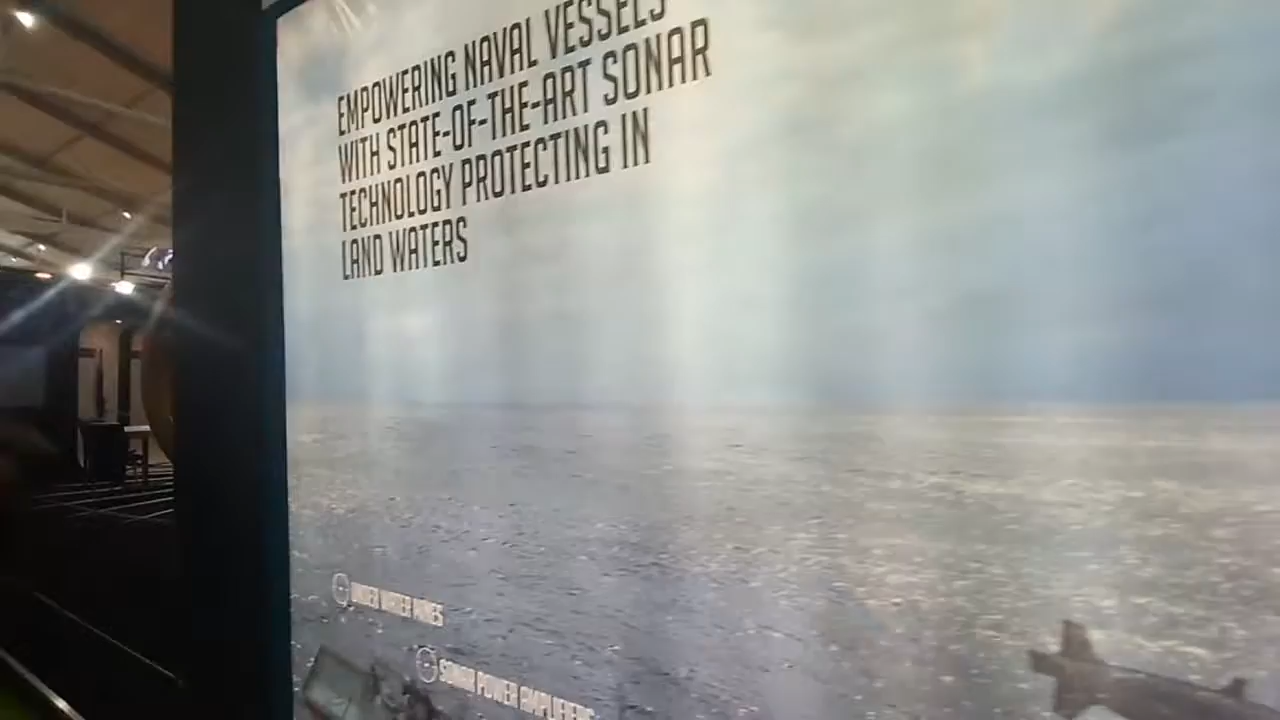 EMPOWERING NAVAL VESSELS
WITH STATE-OF-THE-ART SONAR
TECHNOLOGY PROTECTING IN
LAND WATERS
UNDER WATER MINES
SONAR POWER AMPLIFIERS